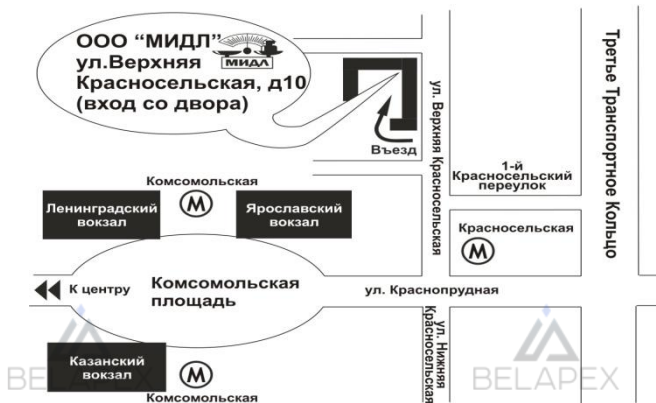 ООО “МИДЛ”
МИДЛ
ул.Верхняя
Красносельская, д10
(вход со двора)
Въезд
ул. Верхняя Красносельская
Третье Транспортное Кольцо
1-й
Красносельский
переулок
Комсомольская
М
Ленинградский
вокзал
Ярославский
вокзал
Красносельская
М
К центру
Комсомольская
площадь
ул. Краснопрудная
ул. Нижняя
Красносельская
Казанский
вокзал
М
Комсомольская
BELAPEX
BELAPEX